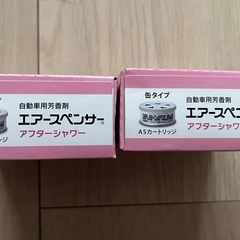 自動車用芳香剤
エアースペンサー®
アフターシャワー
缶タイプ
ASカートリッジ
自動車用芳香剤
エアースペンサー
アフターシャワー